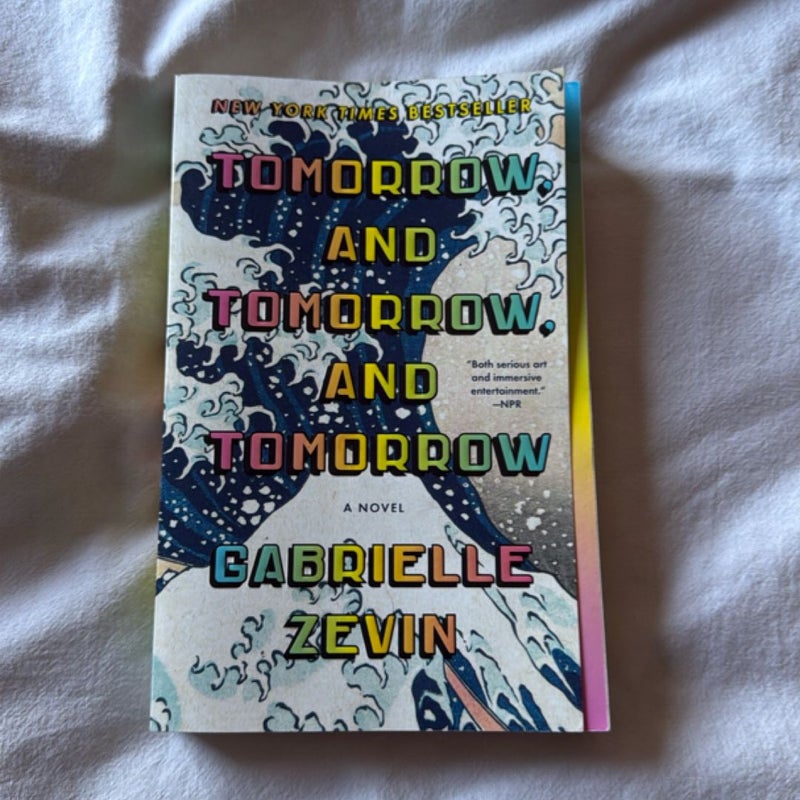 NEW YORK TIMES BESTSELLER
TOMORROW,
AND
TOMORROW,
AND
TOMORROW
"Both serious art
and immersive
entertainment."
—NPR
A NOVEL
GABRIELLE
ZEVIN